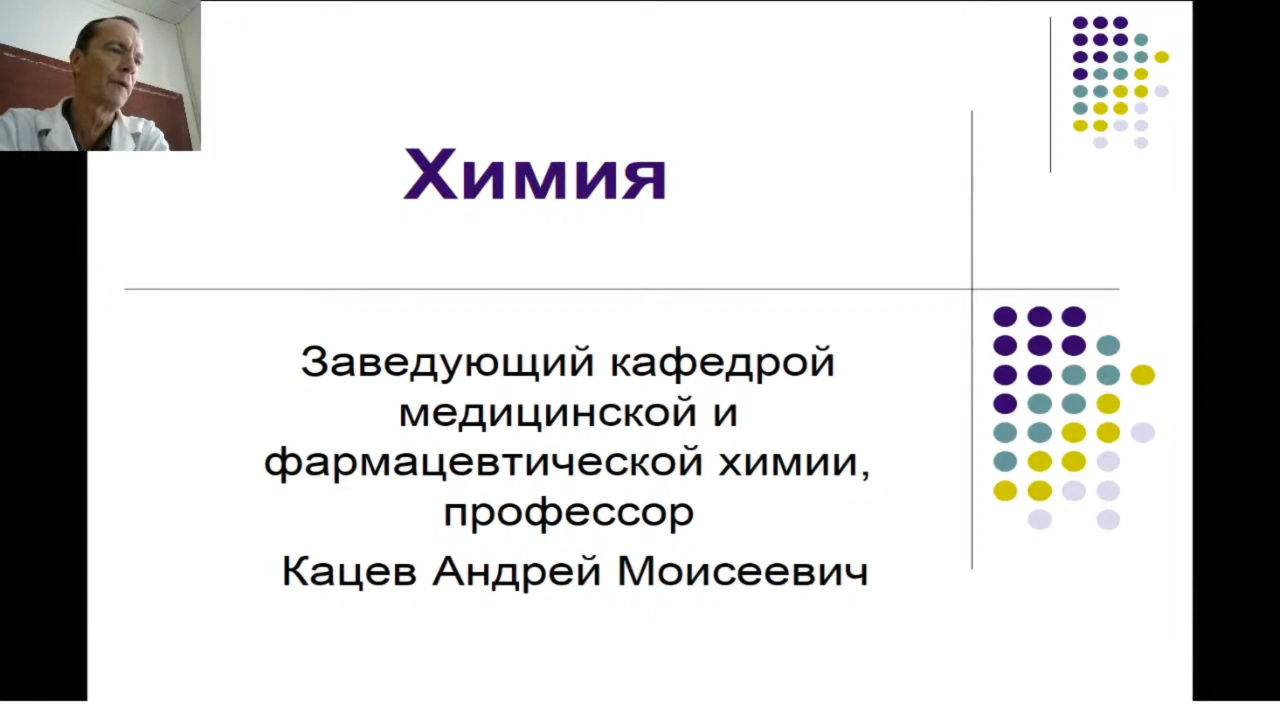 Химия
Заведующий кафедрой
медицинской и
фармацевтической химии,
профессор
Кацев Андрей Моисеевич